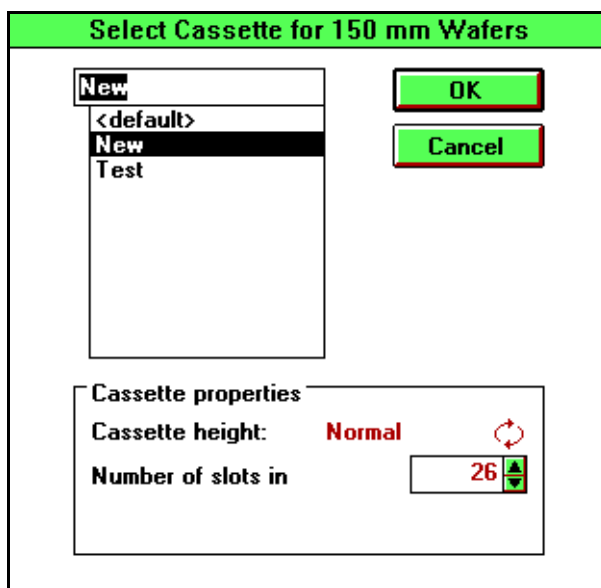 Select Cassette for 150 mm Wafers
New
OK
<default>
New
Cancel
Test
Cassette properties
Cassette height: Normal
Number of slots in 26